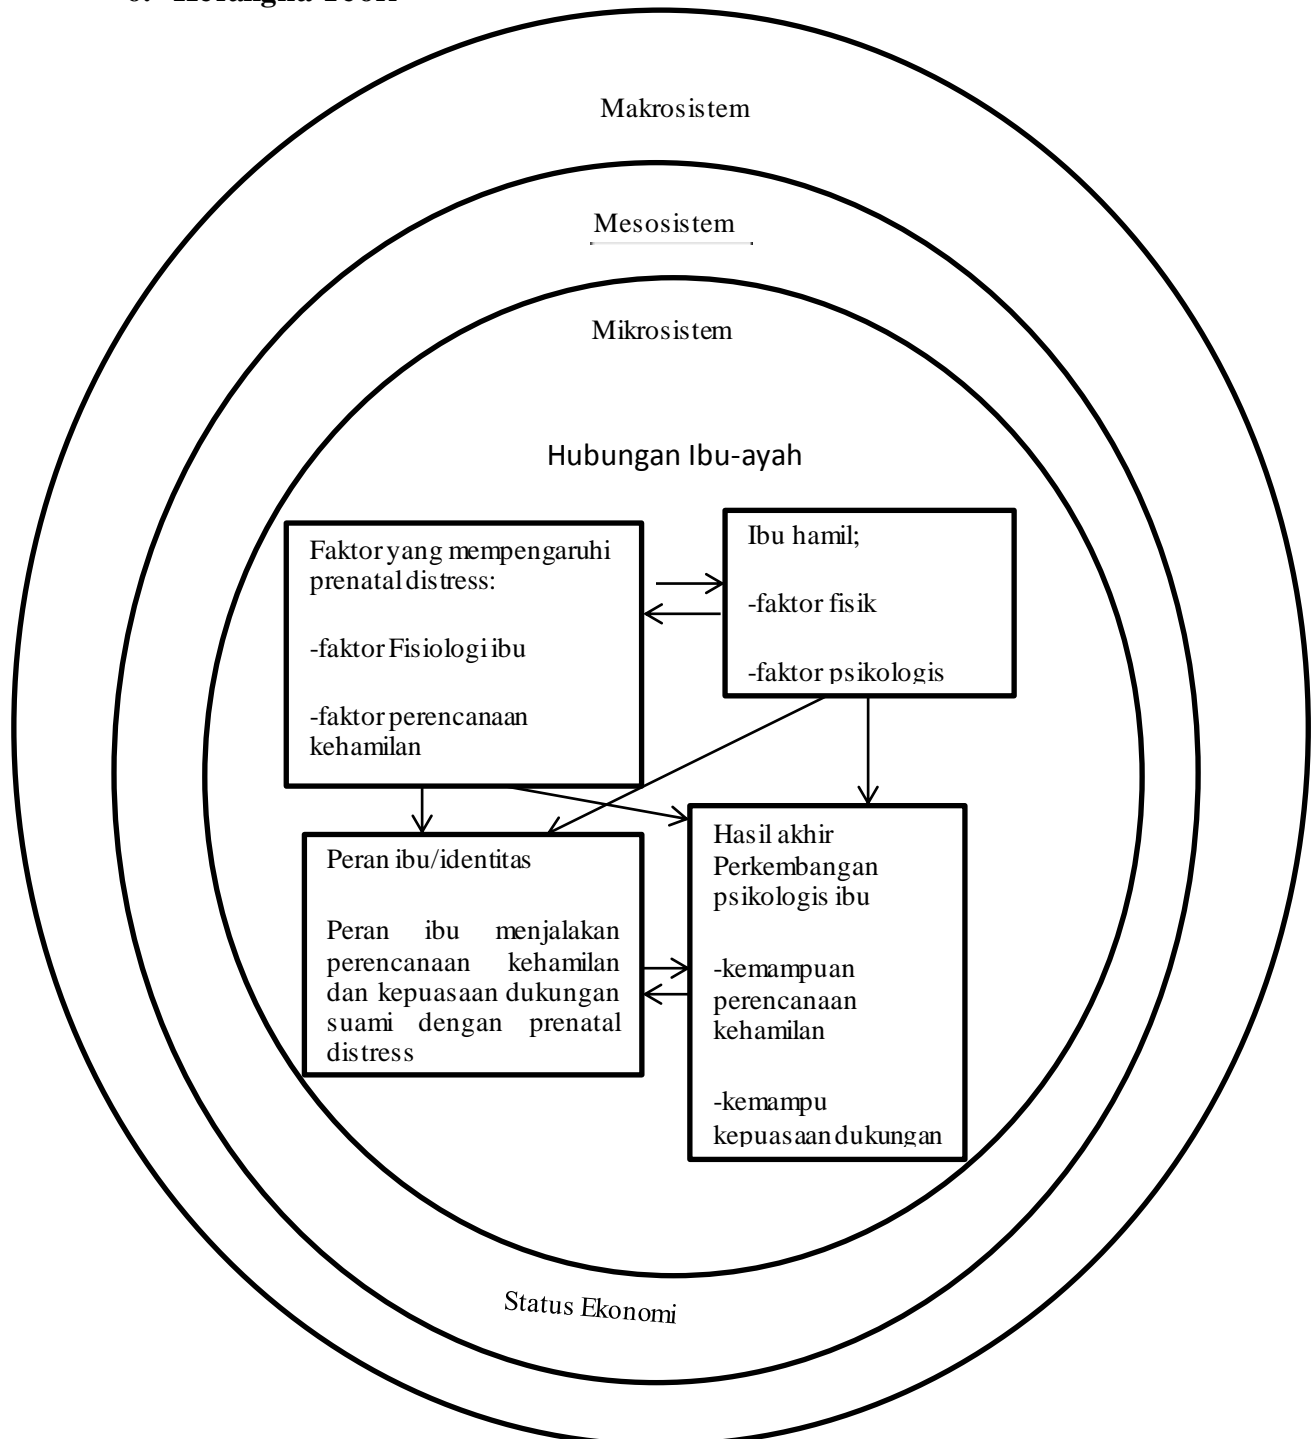 Makrosistem
Mesosistem
Mikrosistem
Hubungan Ibu-ayah
Faktor yang mempengaruhi
prenatal distress:
-faktor Fisiologi ibu
-faktor perencanaan
kehamilan
Ibu hamil;
-faktor fisik
-faktor psikologis
Peran ibu/identitas
Peran ibu menjalakan
perencanaan kehamilan
dan kepuasaan dukungan
suami dengan prenatal
distress
Hasil akhir
Perkembangan
psikologis ibu
-kemampuan
perencanaan
kehamilan
-kemampu
kepuasaan dukungan
Status Ekonomi